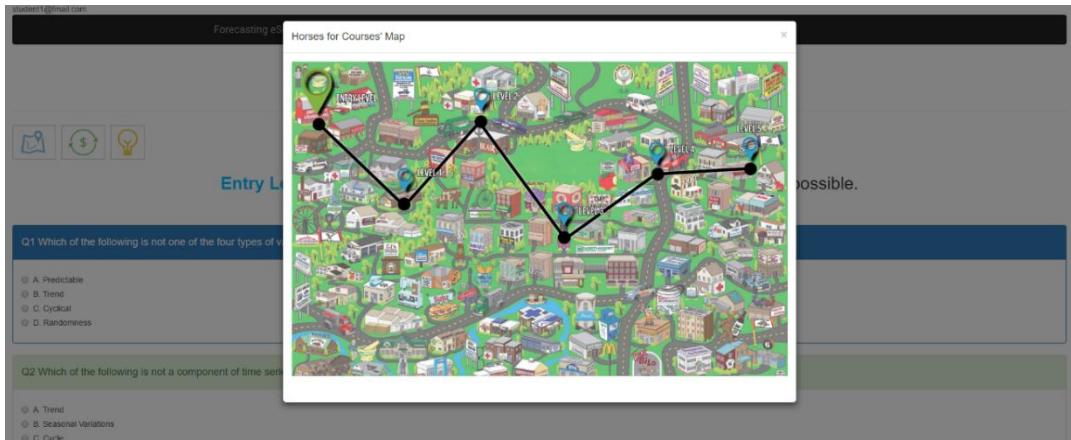 student1@fmail.com
Forecasting eS
Horses for Courses' Map
×
ENTRY LEVEL
LEVEL 2
LEVEL 5
LEVEL 4
LEVEL 1
LEVEL 3
Entry Le
possible.
Q1 Which of the following is not one of the four types of va
A. Predictable
B. Trend
C. Cyclical
D. Randomness
Q2 Which of the following is not a component of time seri
A. Trend
B. Seasonal Variations
C. Cycle